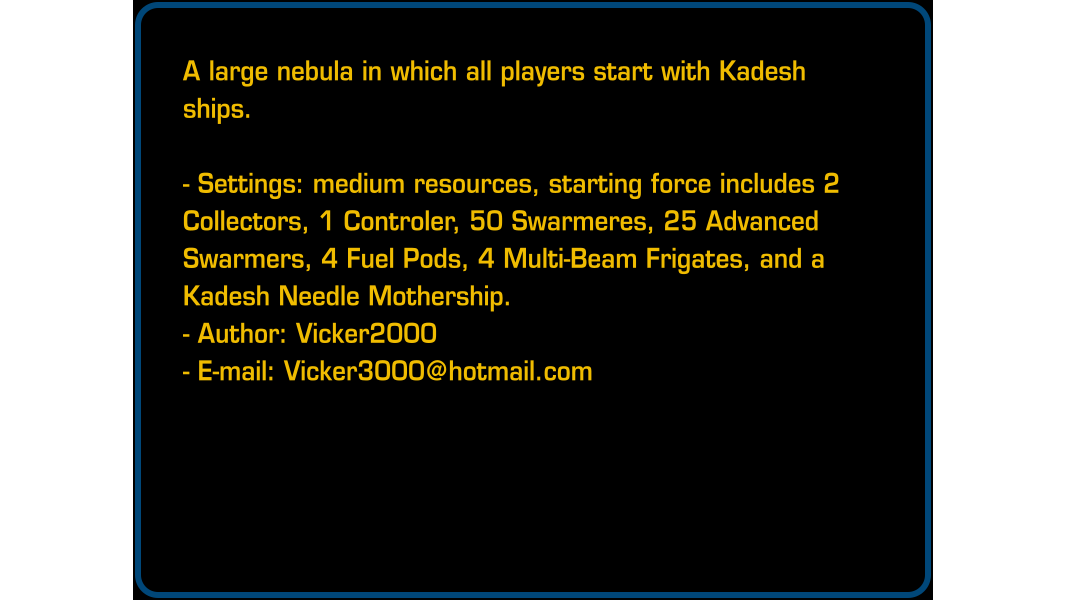 A large nebula in which all players start with Kadesh
ships.
- Settings: medium resources, starting force includes 2
Collectors, 1 Controler, 50 Swarmeres, 25 Advanced
Swarmers, 4 Fuel Pods, 4 Multi-Beam Frigates, and a
Kadesh Needle Mothership.
- Author: Vicker2000
- E-mail: Vicker3000@hotmail.com